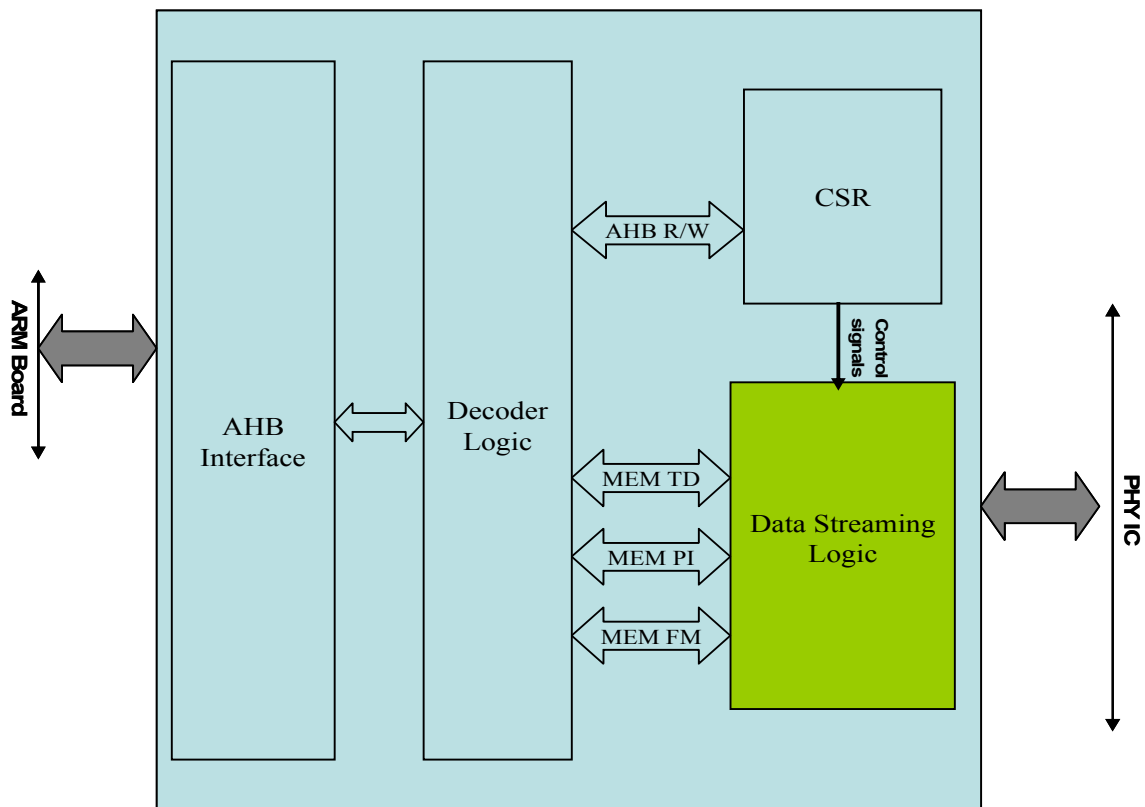 CSR
AHB R/W
Control
signals
ARM Board
AHB
Interface
Decoder
Logic
MEM TD
MEM PI
MEM FM
Data Streaming
Logic
PHY IC